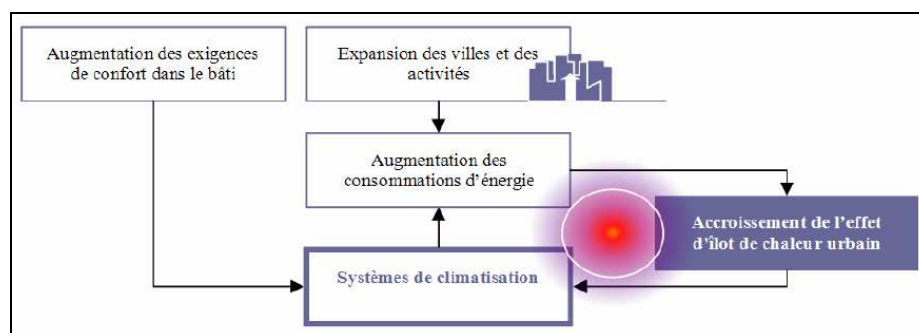 Augmentation des exigences
de confort dans le bâti
Expansion des villes et des
activités
Augmentation des
consommations d'énergie
Accroissement de l'effet
d'îlot de chaleur urbain
Systèmes de climatisation